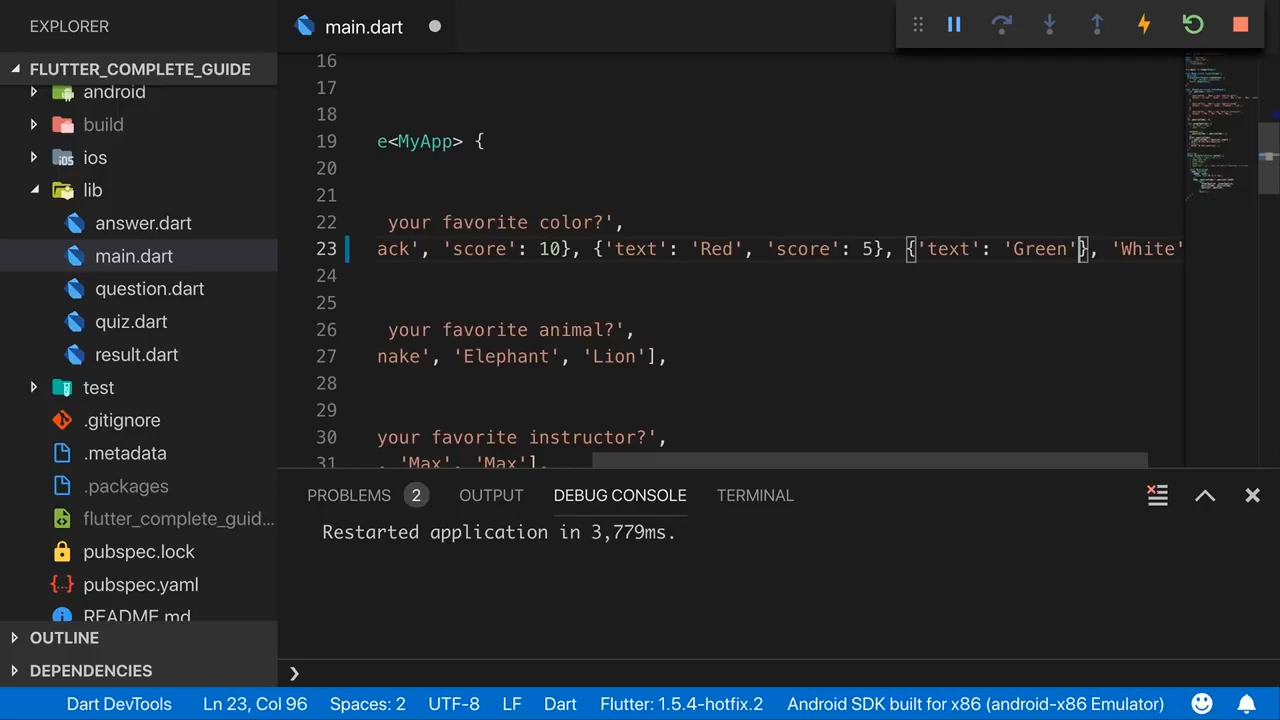 EXPLORER
main.dart
FLUTTER_COMPLETE_GUIDE
android
build
ios
lib
answer.dart
main.dart
question.dart
quiz.dart
result.dart
test
.gitignore
.metadata
.packages
flutter_complete_guid...
pubspec.lock
pubspec.yaml
README.md
OUTLINE
DEPENDENCIES
16
17
18
19 e<MyApp> {
20
21
22 your favorite color?',
23 ack', 'score': 10}, {'text': 'Red', 'score': 5}, {'text': 'Green'}, 'White'
24
25
26 your favorite animal?',
27 nake', 'Elephant', 'Lion'],
28
29
30 your favorite instructor?',
31 , 'Max', 'Max'],
PROBLEMS 2 OUTPUT DEBUG CONSOLE TERMINAL
Restarted application in 3,779ms.
Dart DevTools Ln 23, Col 96 Spaces: 2 UTF-8 LF Dart Flutter: 1.5.4-hotfix.2 Android SDK built for x86 (android-x86 Emulator)